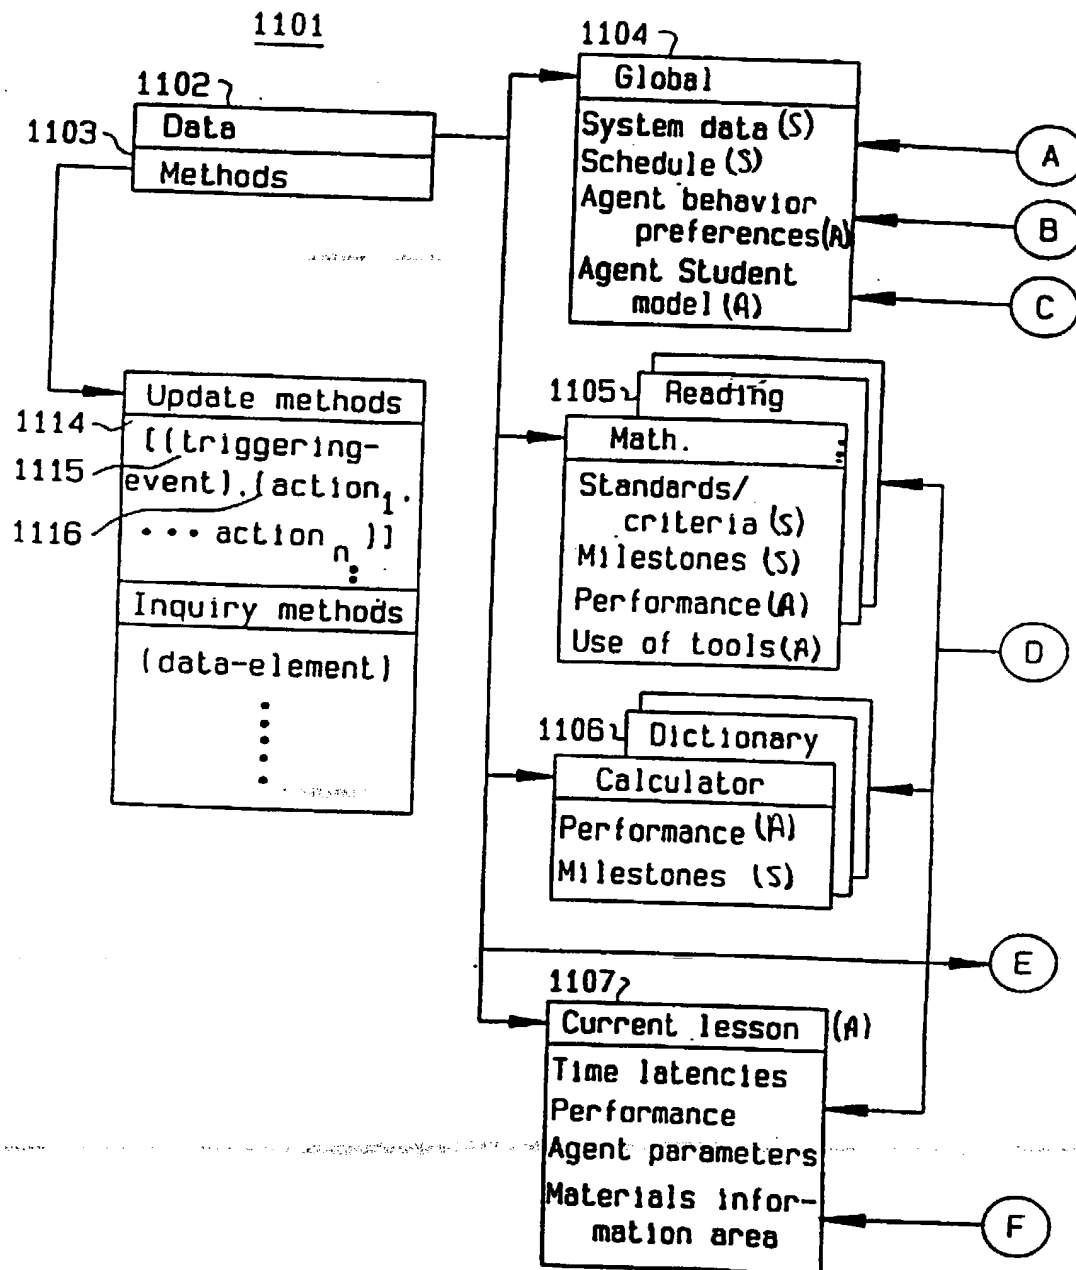 1101
1102
Data
1103
Methods
1104
Global
System data (S)
Schedule (S)
Agent behavior
preferences (A)
Agent Student
model (A)
A
B
C
Update methods
1114
[(triggering-
1115
event),(action1.
1116
••• action n )]]
Inquiry methods
(data-element)
1105
Reading
Math.
Standards/
criteria (S)
Milestones (S)
Performance (A)
Use of tools (A)
D
1106
Dictionary
Calculator
Performance (A)
Milestones (S)
E
1107
Current lesson (A)
Time latencies
Performance
Agent parameters
Materials infor-
mation area
F